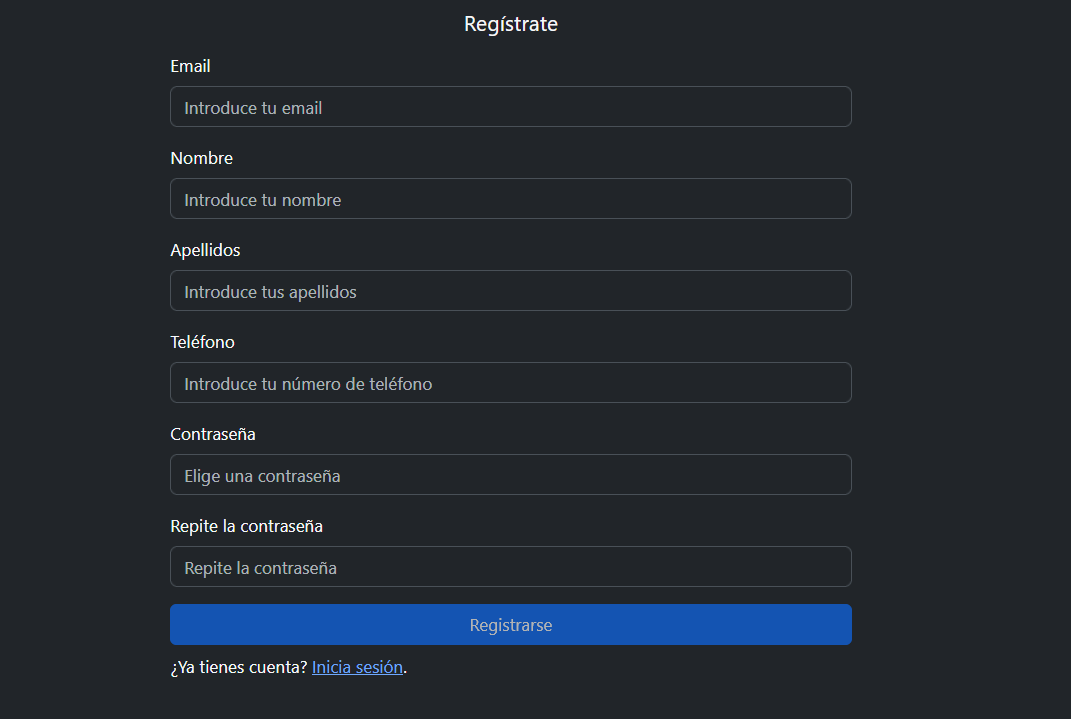 Regístrate
Email
Introduce tu email
Nombre
Introduce tu nombre
Apellidos
Introduce tus apellidos
Teléfono
Introduce tu número de teléfono
Contraseña
Elige una contraseña
Repite la contraseña
Repite la contraseña
Registrarse
¿Ya tienes cuenta? Inicia sesión.